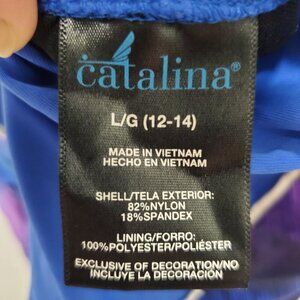 catalina®
L/G (12-14)
MADE IN VIETNAM
HECHO EN VIETNAM
SHELL/TELA EXTERIOR:
82%NYLON
18%SPANDEX
LINING/FORRO:
100%POLYESTER/POLIÉSTER
EXCLUSIVE OF DECORATION/NO
INCLUYE LA DECORACIÓN